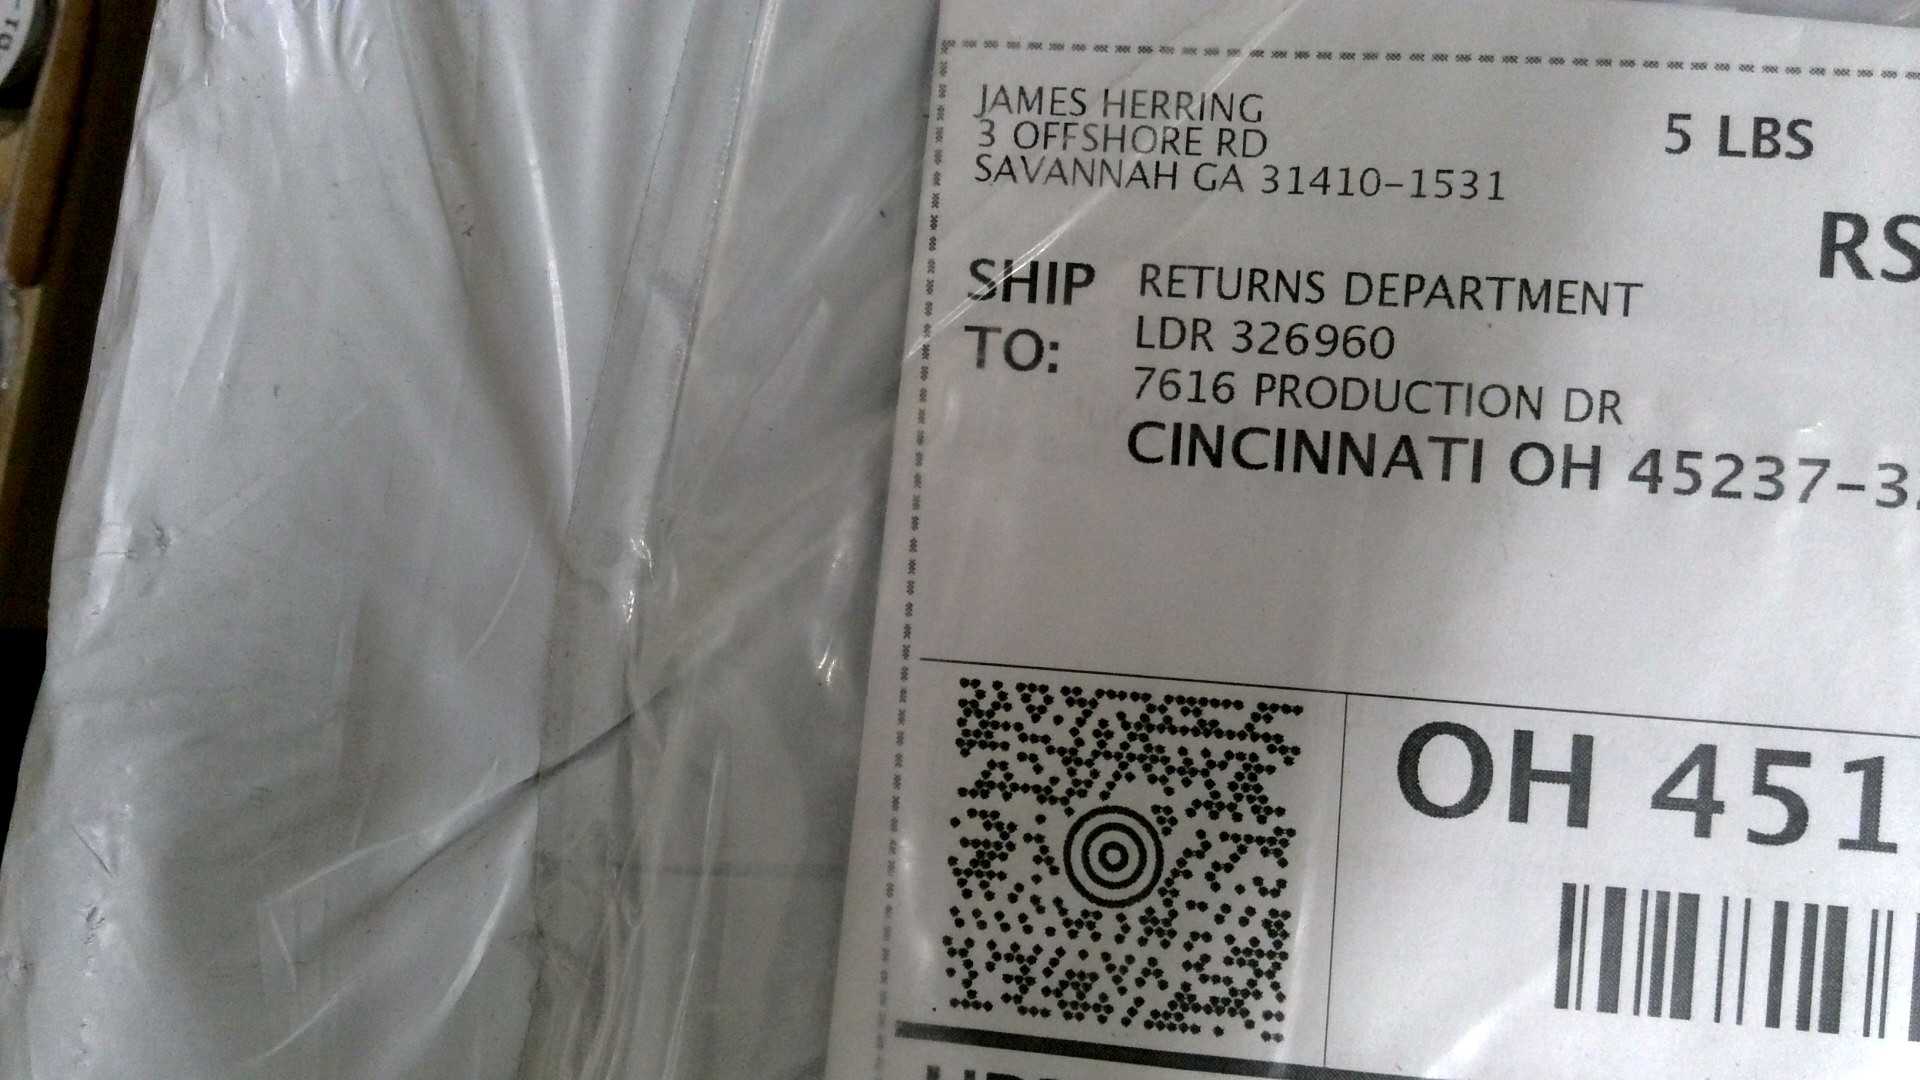 JAMES HERRING
3 OFFSHORE RD
SAVANNAH GA 31410-1531
5 LBS
RS
SHIP TO:
RETURNS DEPARTMENT
LDR 326960
7616 PRODUCTION DR
CINCINNATI OH 45237-3
OH 451